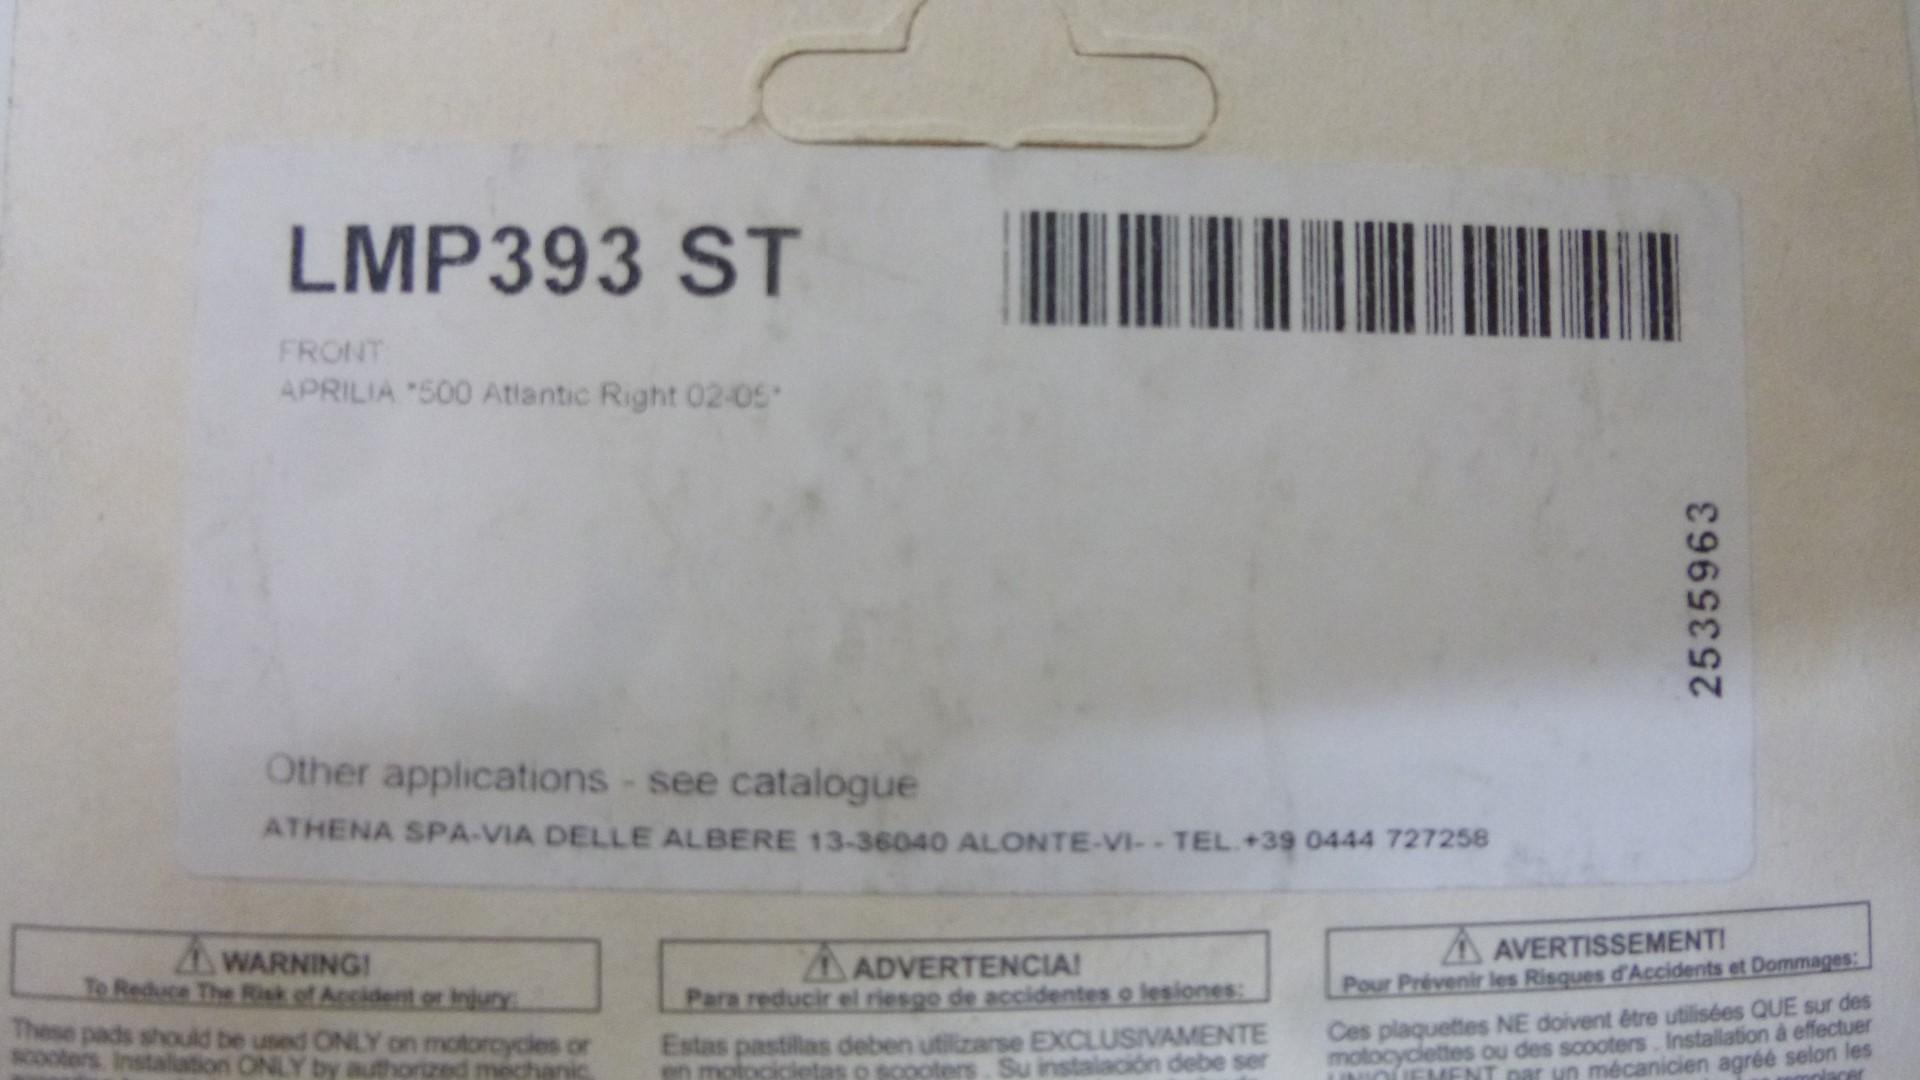 LMP393 ST
FRONT:
APRILIA "500 Atlantic Right 02-05"
2535963
Other applications - see catalogue
ATHENA SPA-VIA DELLE ALBERE 13-36040 ALONTE-VI- - TEL.+39 0444 727258
WARNING!
To Reduce The Risk of Accident or Injury:
These pads should be used ONLY on motorcycles or
scooters. Installation ONLY by authorized mechanic,
ADVERTENCIA!
Para reducir el riesgo de accidentes o lesiones:
Estas pastillas deben utilizarse EXCLUSIVAMENTE
en motocicletas o scooters . Su instalación debe ser
AVERTISSEMENT!
Pour Prévenir les Risques d'Accidents et Dommages:
Ces plaquettes NE doivent être utilisées QUE sur des
motocyclettes ou des scooters . Installation à effectuer
UNIQUEMENT par un mécanicien agréé selon les
remplacer